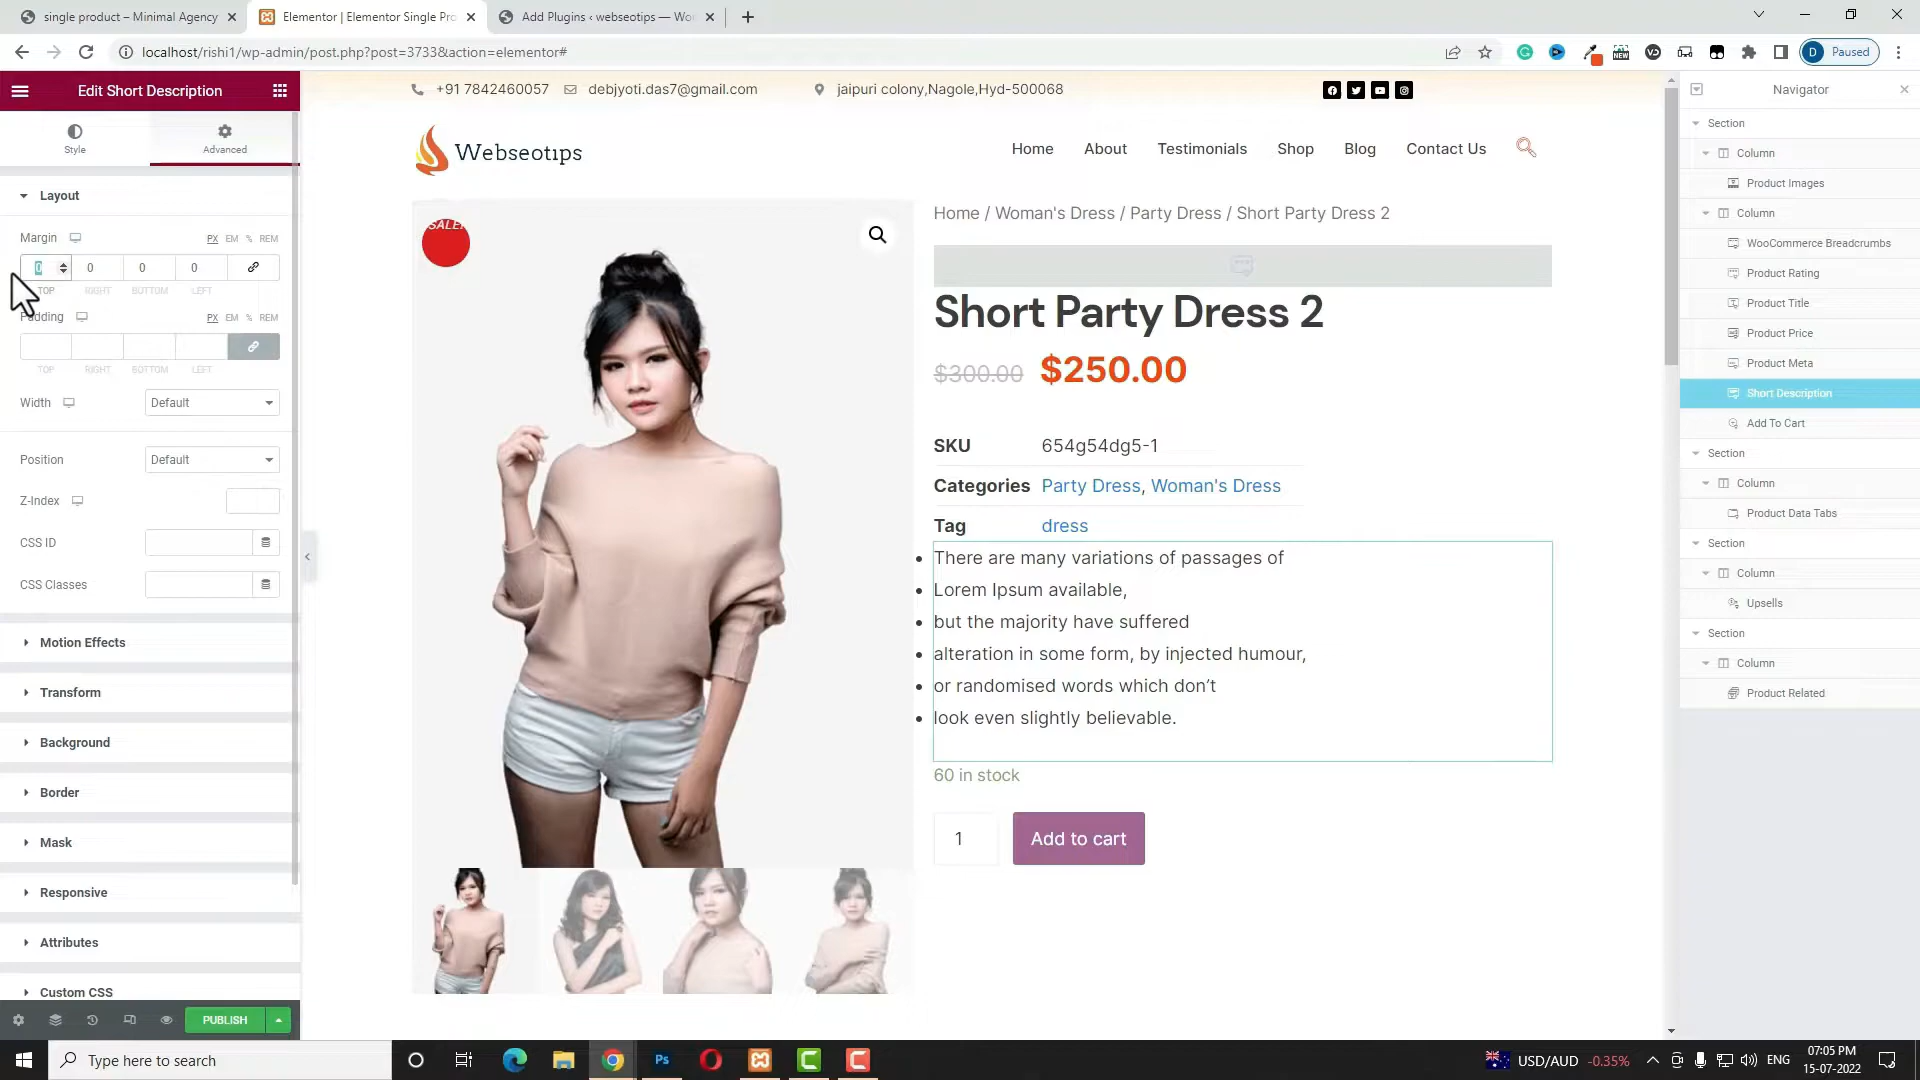 single product – Minimal Agency
Elementor | Elementor Single Pro
Add Plugins ‹ webseotips — Wo
localhost/rishi1/wp-admin/post.php?post=3733&action=elementor#
D Paused
Edit Short Description
Style
Advanced
Layout
Margin
PX EM % REM
0 0 0 0
TOP RIGHT BOTTOM LEFT
Padding
PX EM % REM
TOP RIGHT BOTTOM LEFT
Width
Default
Position
Default
Z-Index
CSS ID
CSS Classes
Motion Effects
Transform
Background
Border
Mask
Responsive
Attributes
Custom CSS
PUBLISH
+91 7842460057
debjyoti.das7@gmail.com
jaipuri colony,Nagole,Hyd-500068
Webseotips
Home About Testimonials Shop Blog Contact Us
SALE!
Home / Woman's Dress / Party Dress / Short Party Dress 2
Short Party Dress 2
$300.00 $250.00
SKU 654g54dg5-1
Categories Party Dress, Woman's Dress
Tag dress
• There are many variations of passages of
• Lorem Ipsum available,
• but the majority have suffered
• alteration in some form, by injected humour,
• or randomised words which don’t
• look even slightly believable.
60 in stock
1
Add to cart
Navigator
Section
Column
Product Images
Column
WooCommerce Breadcrumbs
Product Rating
Product Title
Product Price
Product Meta
Short Description
Add To Cart
Section
Column
Product Data Tabs
Section
Column
Upsells
Section
Column
Product Related
Type here to search
Ps
USD/AUD -0.35%
ENG
07:05 PM
15-07-2022